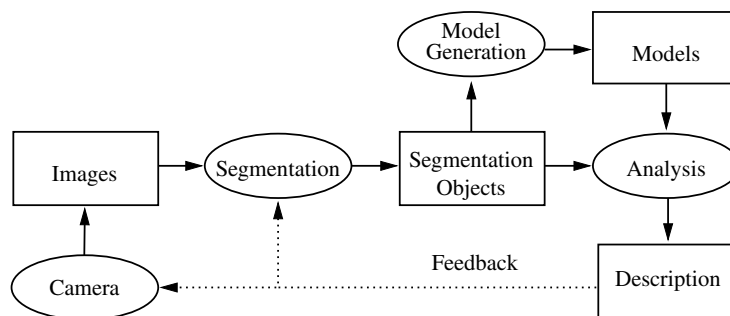 Model
Generation
Models
Images
Segmentation
Segmentation
Objects
Analysis
Feedback
Camera
Description